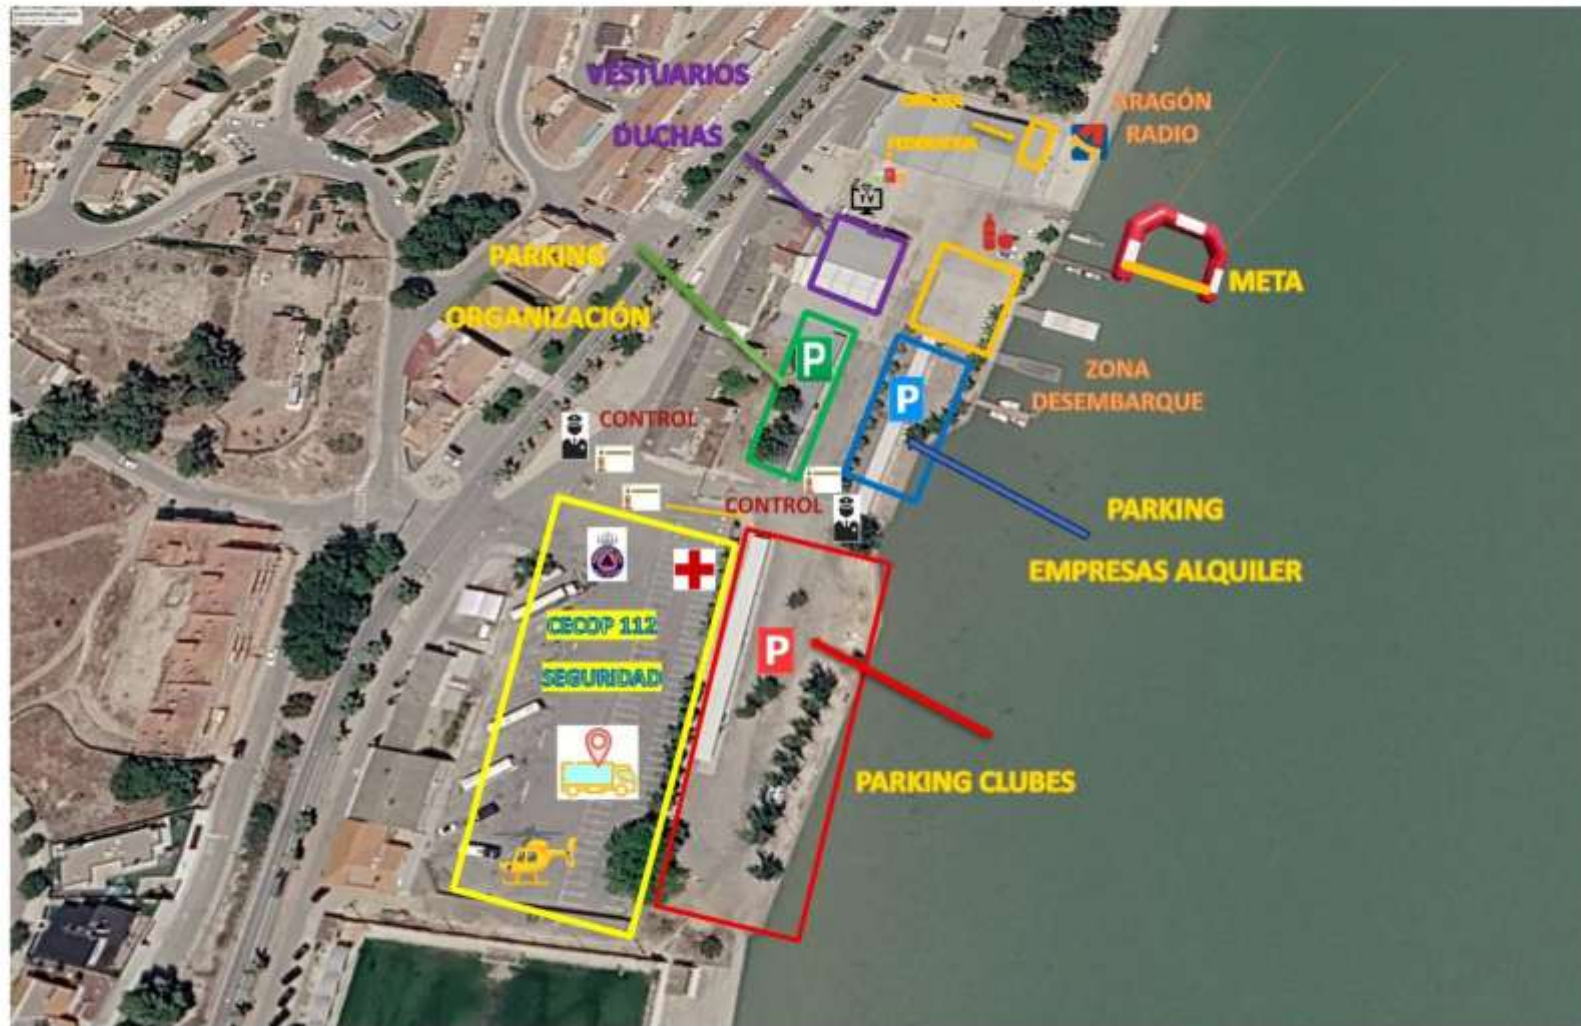 VESTUARIOS
DUCHAS
ARAGÓN
RADIO
TV
PARKING
ORGANIZACIÓN
META
P
P
ZONA
DESEMBARQUE
CONTROL
CONTROL
PARKING
EMPRESAS ALQUILER
CECOP 112
SEGURIDAD
P
PARKING CLUBES